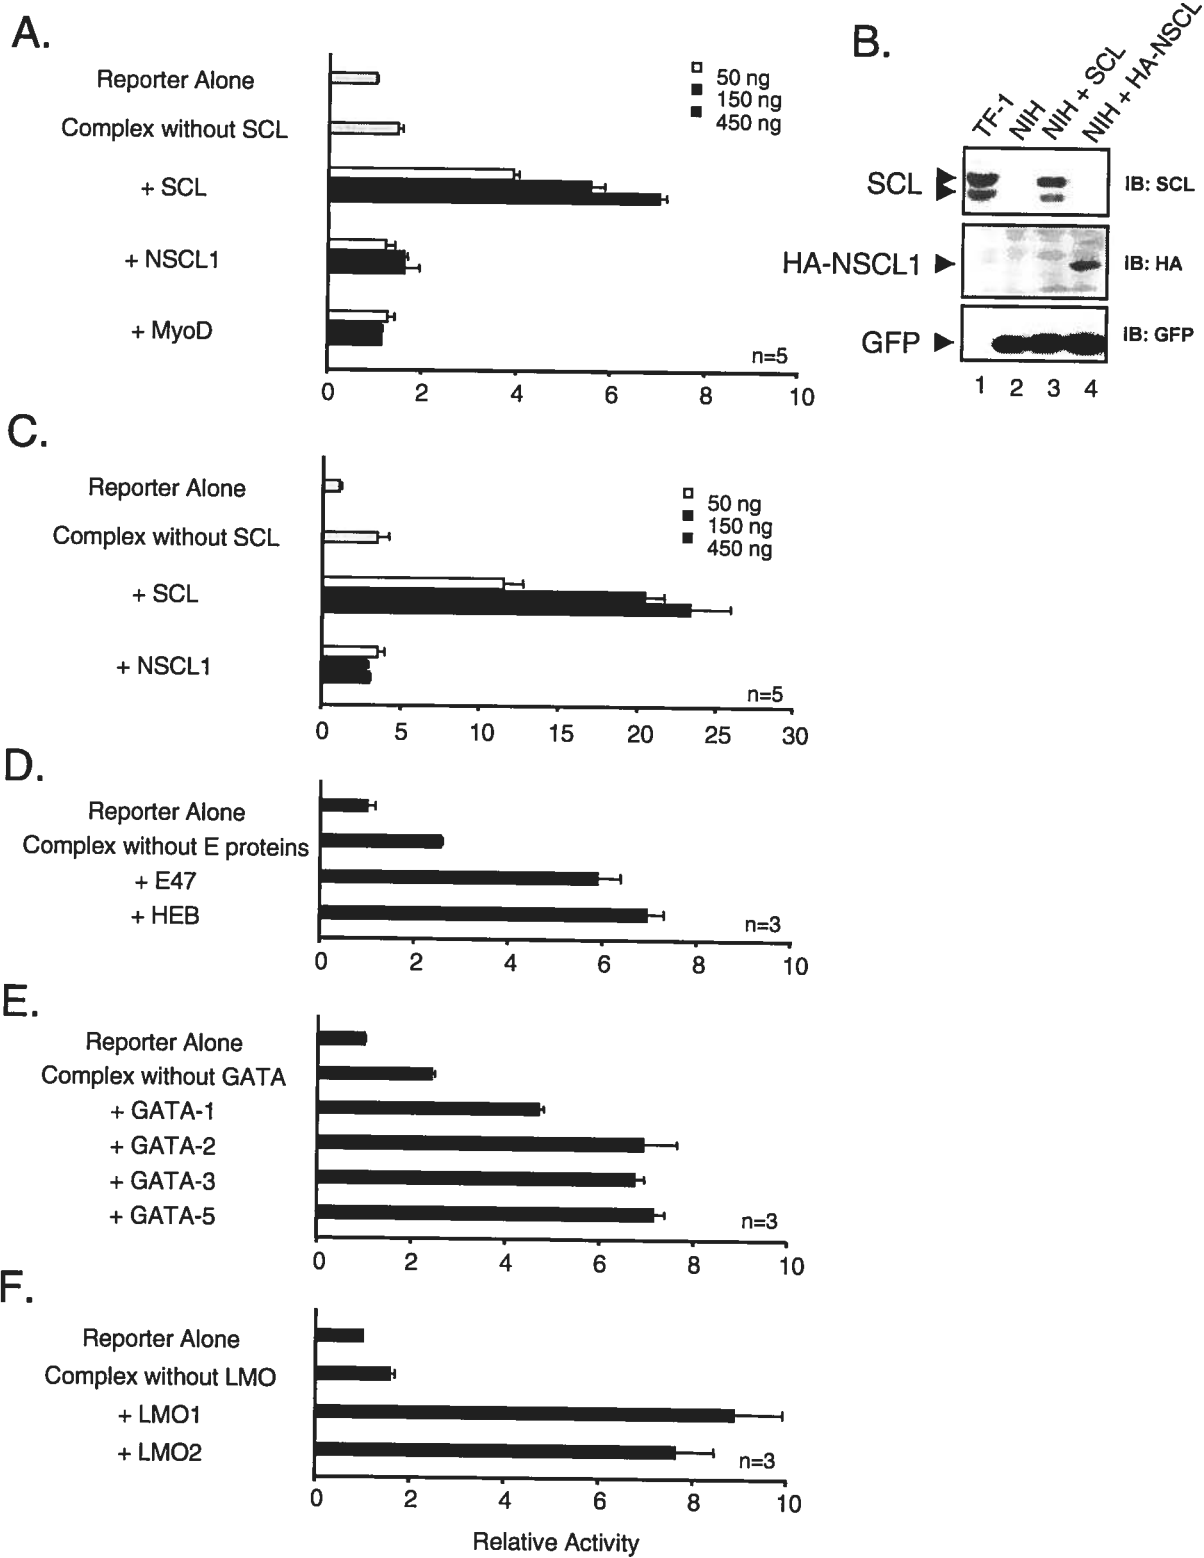 A.
Reporter Alone
Complex without SCL
+ SCL
+ NSCL1
+ MyoD
50 ng
150 ng
450 ng
n=5
0 2 4 6 8 10
B.
TF-1
NIH
NIH + SCL
NIH + HA-NSCL
SCL
IB: SCL
HA-NSCL1
IB: HA
GFP
IB: GFP
1 2 3 4
C.
Reporter Alone
Complex without SCL
+ SCL
+ NSCL1
50 ng
150 ng
450 ng
n=5
0 5 10 15 20 25 30
D.
Reporter Alone
Complex without E proteins
+ E47
+ HEB
n=3
0 2 4 6 8 10
E.
Reporter Alone
Complex without GATA
+ GATA-1
+ GATA-2
+ GATA-3
+ GATA-5
n=3
0 2 4 6 8 10
F.
Reporter Alone
Complex without LMO
+ LMO1
+ LMO2
n=3
0 2 4 6 8 10
Relative Activity